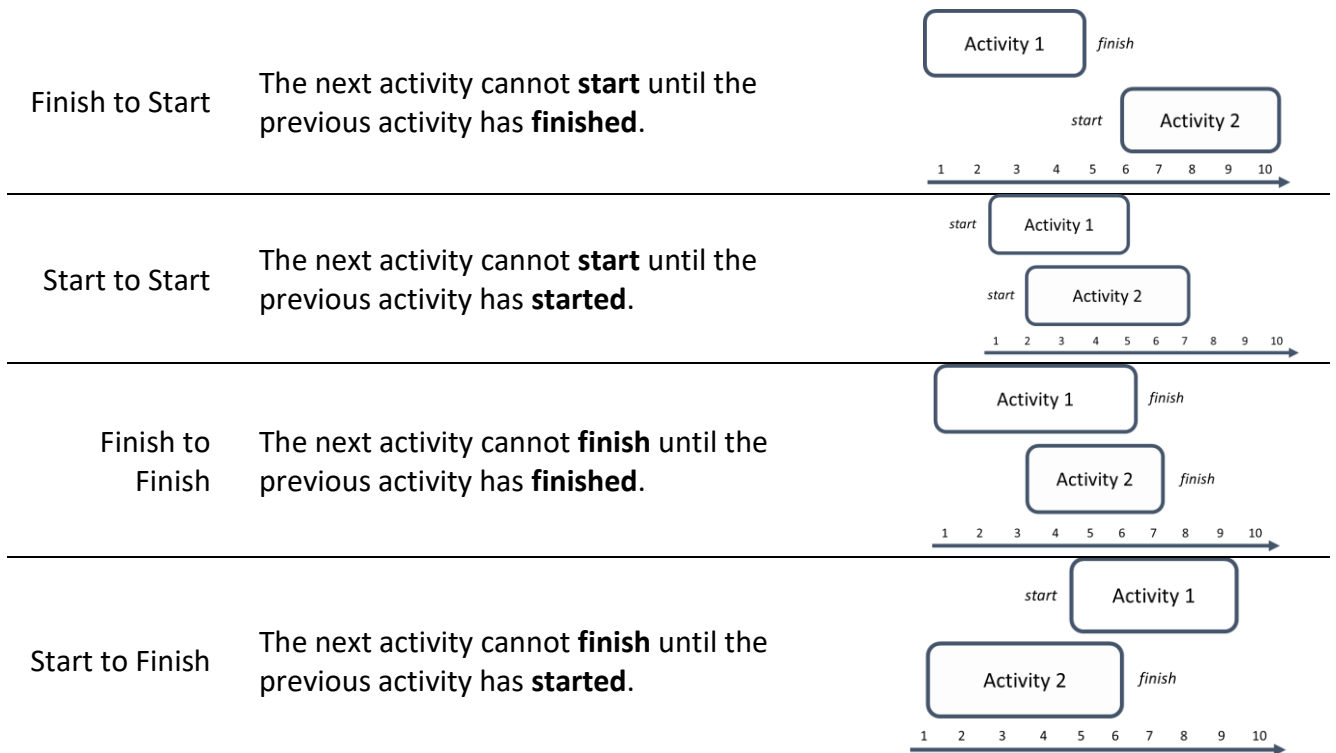 Finish to Start
The next activity cannot start until the
previous activity has finished.
Activity 1
finish
start
Activity 2
1 2 3 4 5 6 7 8 9 10
Start to Start
The next activity cannot start until the
previous activity has started.
start
Activity 1
start
Activity 2
1 2 3 4 5 6 7 8 9 10
Finish to
Finish
The next activity cannot finish until the
previous activity has finished.
Activity 1
finish
Activity 2
finish
1 2 3 4 5 6 7 8 9 10
Start to Finish
The next activity cannot finish until the
previous activity has started.
start
Activity 1
Activity 2
finish
1 2 3 4 5 6 7 8 9 10